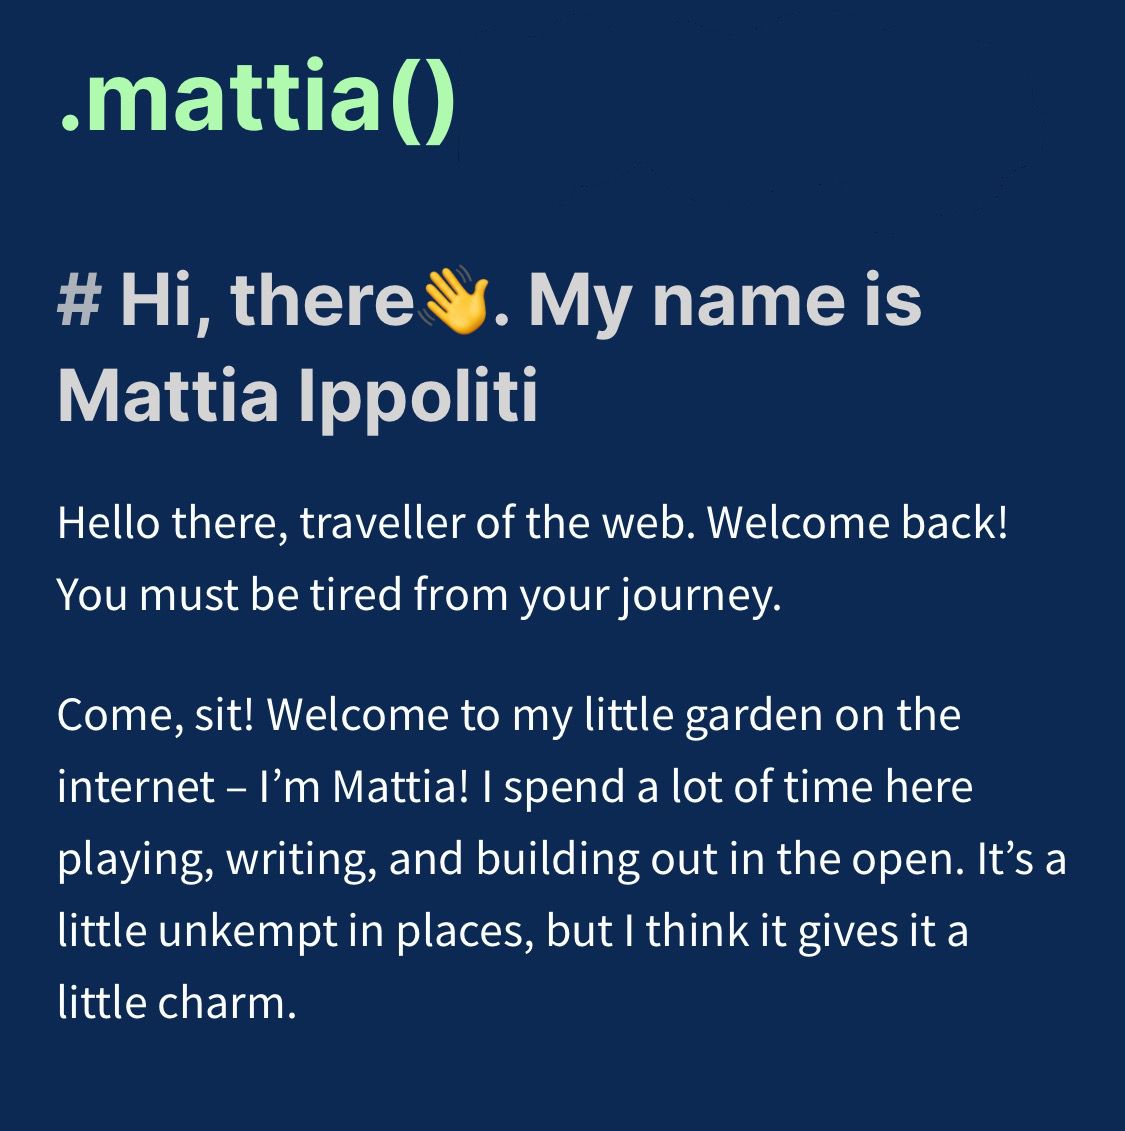 .mattia()
# Hi, there👋. My name is
Mattia Ippoliti
Hello there, traveller of the web. Welcome back!
You must be tired from your journey.
Come, sit! Welcome to my little garden on the
internet – I’m Mattia! I spend a lot of time here
playing, writing, and building out in the open. It’s a
little unkempt in places, but I think it gives it a
little charm.